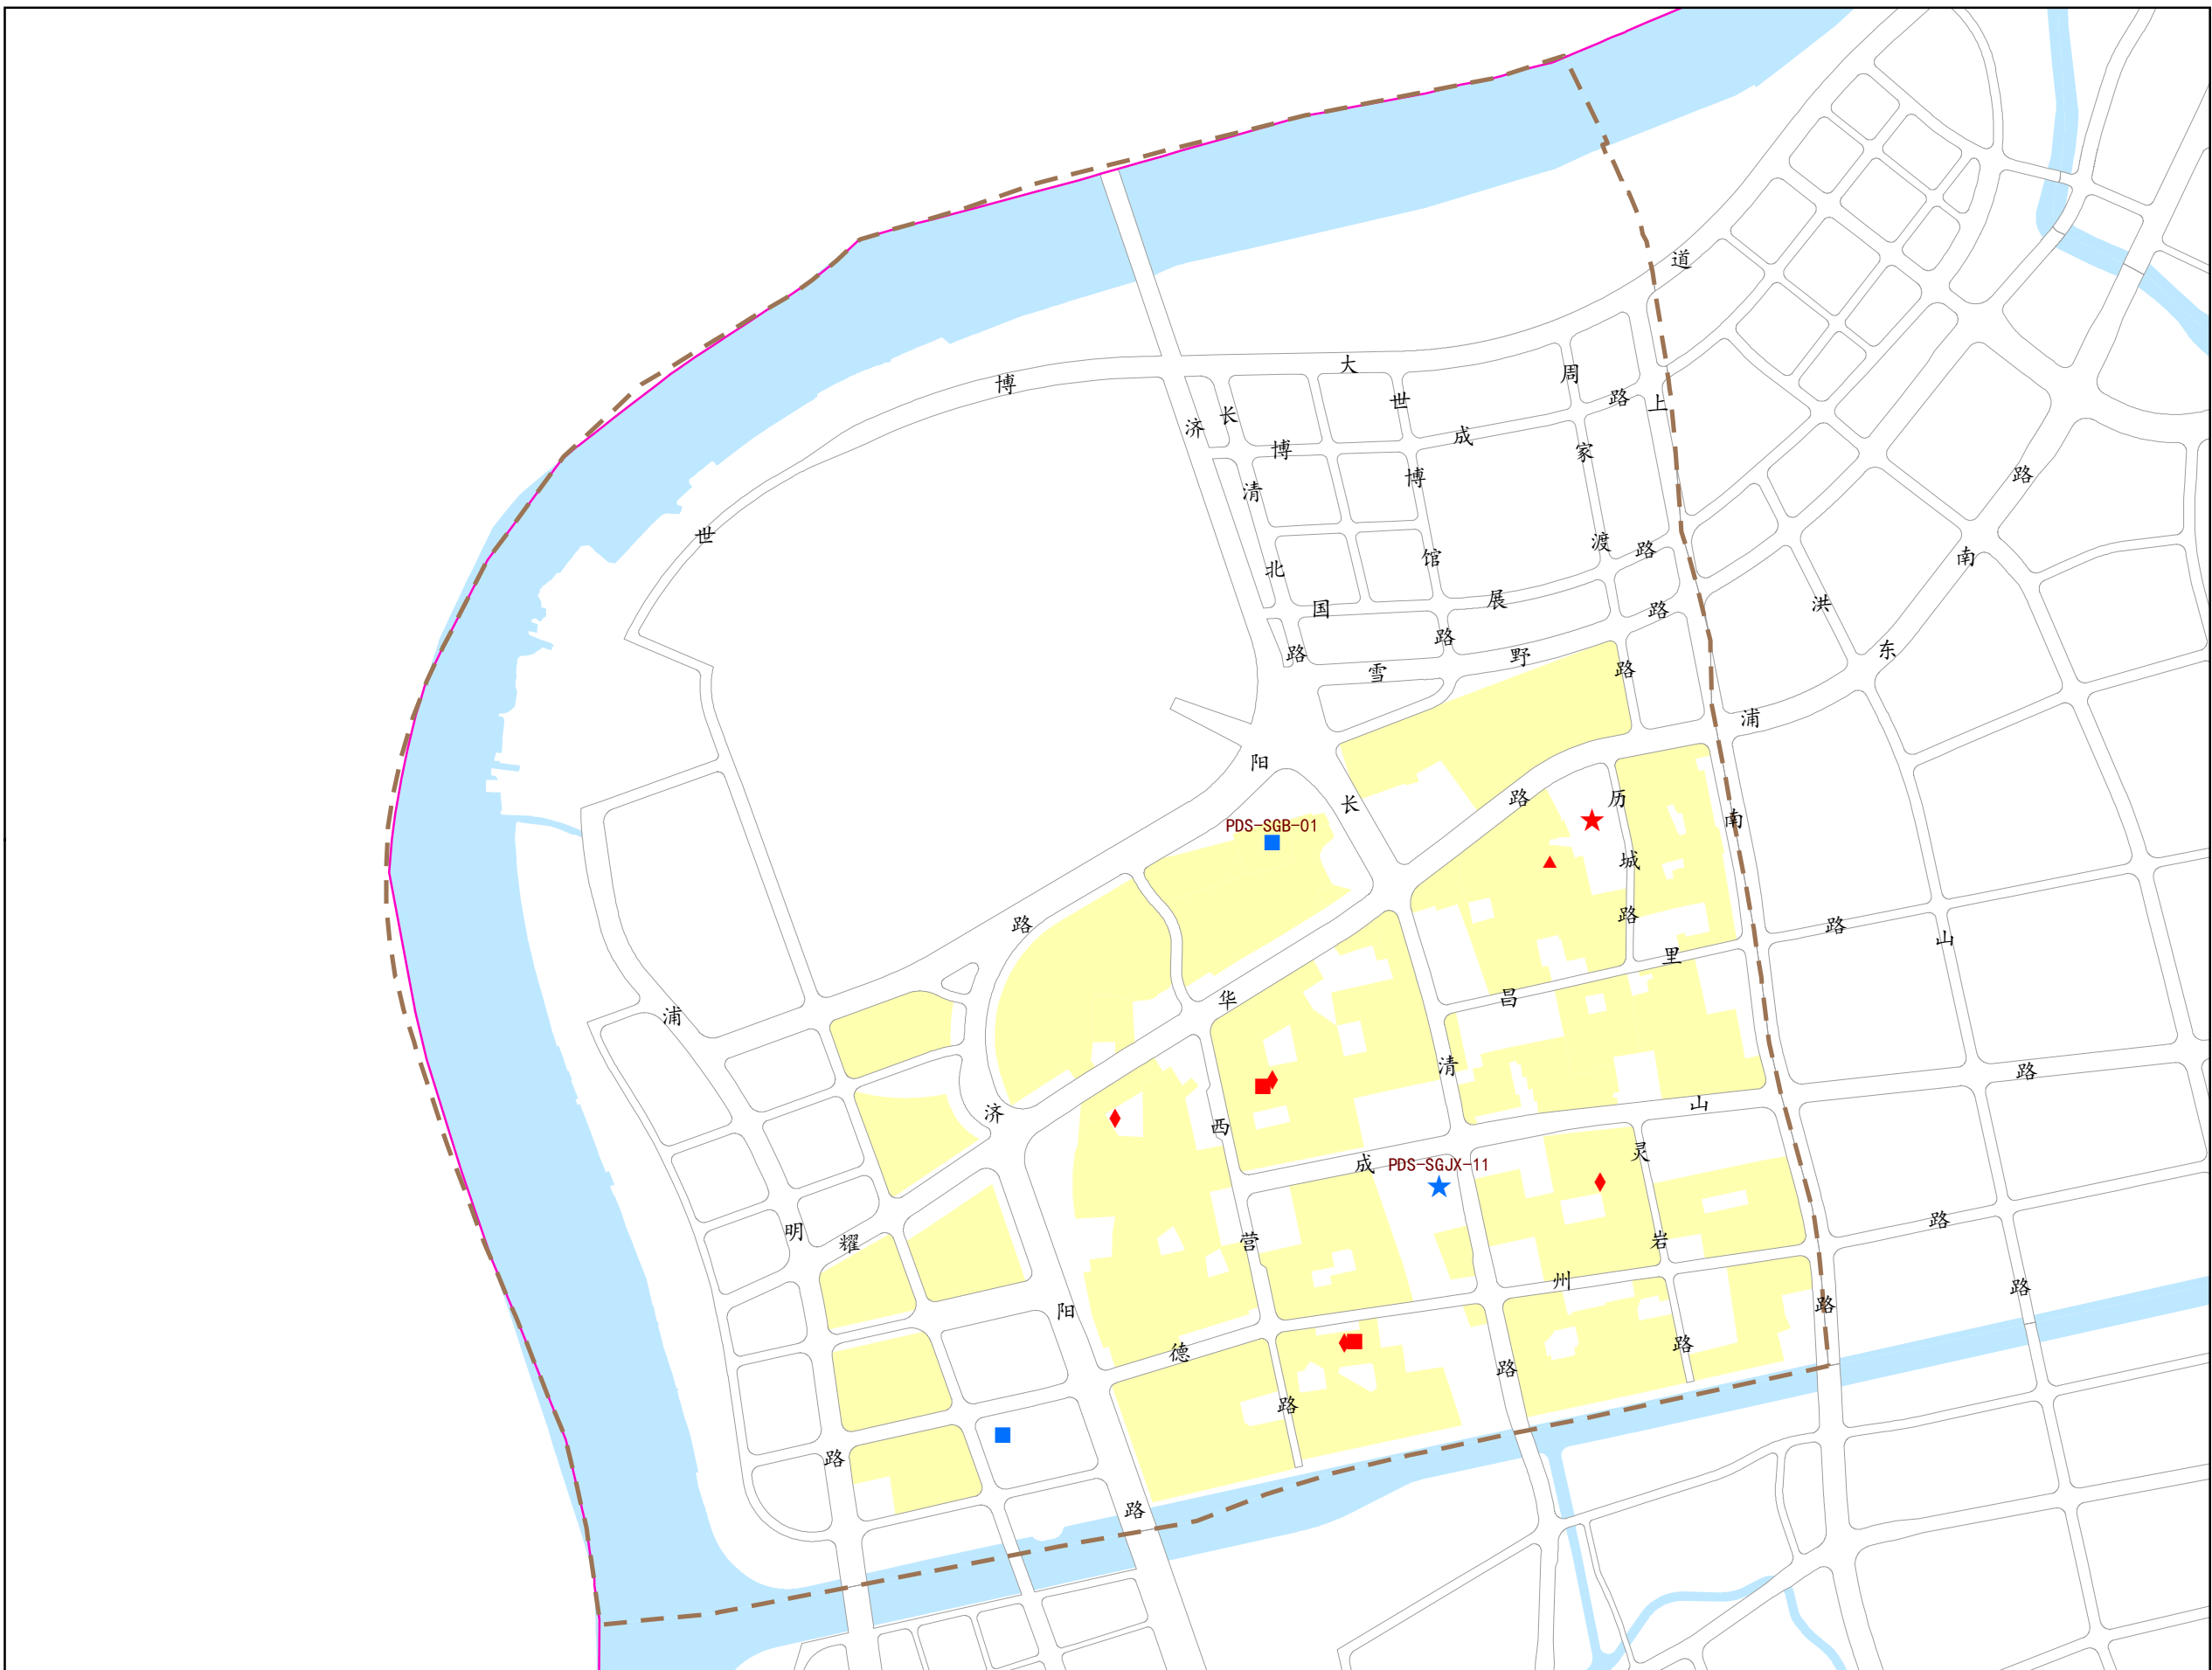 世博大道
济阳路
长清北路
博成路
世博馆路
周家渡路
国展路
雪野路
上南路
浦东南路
洪山路
长清路
耀华路
历城路
PDS-SGB-01
昌里路
浦明路
济阳路
西营路
成山路
PDS-SGJX-11
灵岩路
德州路